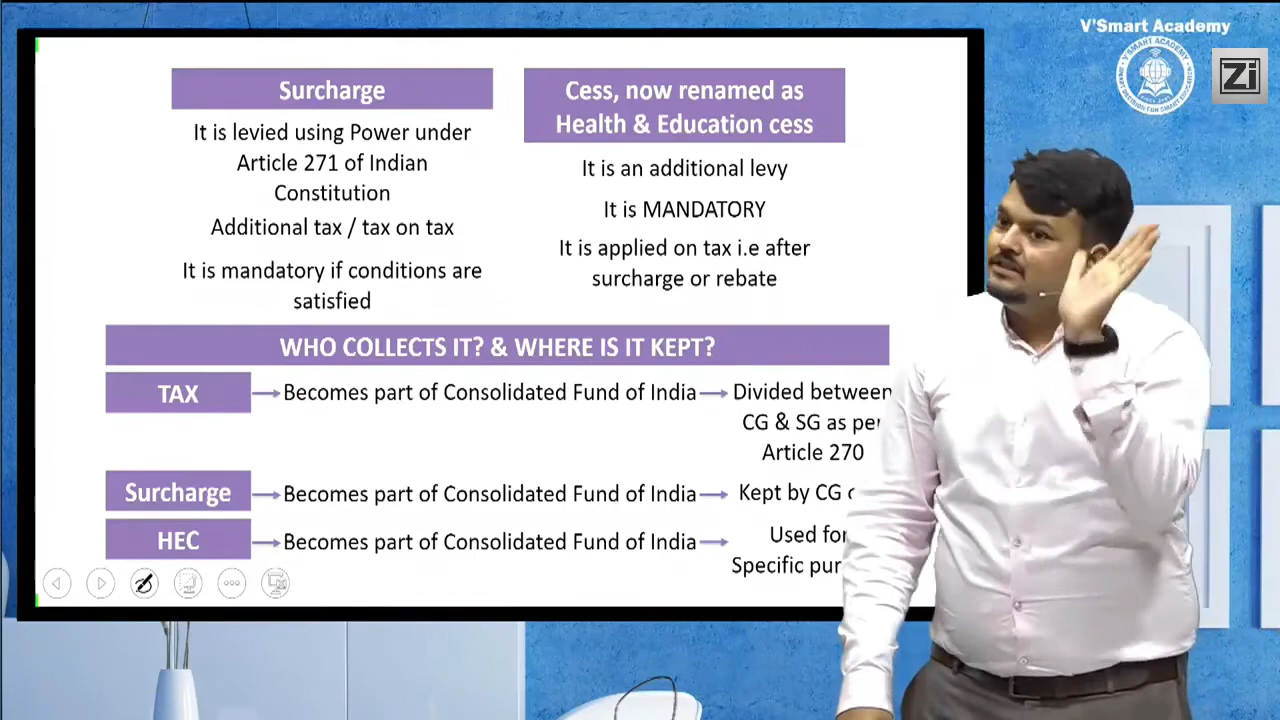 V'Smart Academy
Zi
Surcharge
It is levied using Power under
Article 271 of Indian
Constitution
Additional tax / tax on tax
It is mandatory if conditions are
satisfied
Cess, now renamed as
Health & Education cess
It is an additional levy
It is MANDATORY
It is applied on tax i.e after
surcharge or rebate
WHO COLLECTS IT? & WHERE IS IT KEPT?
TAX
Becomes part of Consolidated Fund of India
Divided between
CG & SG as per
Article 270
Surcharge
Becomes part of Consolidated Fund of India
Kept by CG
HEC
Becomes part of Consolidated Fund of India
Used for
Specific